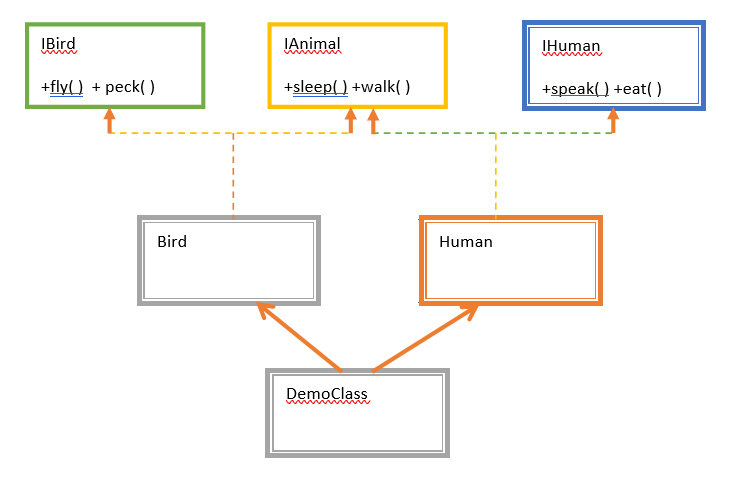 IBird
+fly( )  + peck( )
IAnimal
+sleep( ) +walk( )
IHuman
+speak( ) +eat( )
Bird
Human
DemoClass